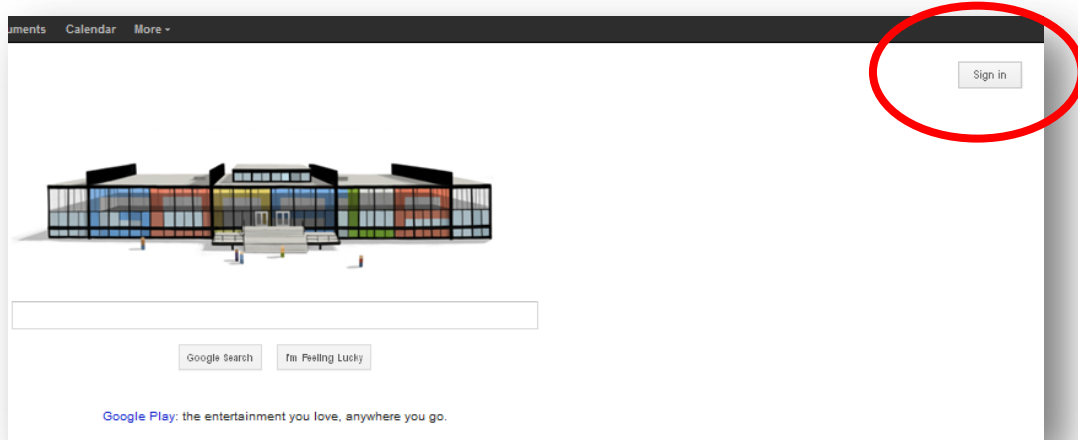 uments Calendar More
Sign in
Google Search I'm Feeling Lucky
Google Play: the entertainment you love, anywhere you go.